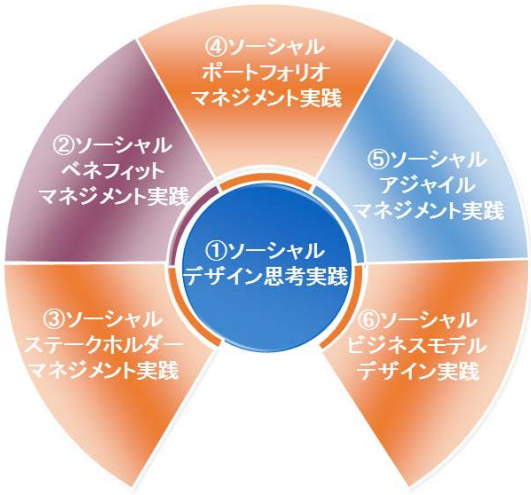 ①ソーシャル
デザイン思考実践
②ソーシャル
ベネフィット
マネジメント実践
③ソーシャル
ステークホルダー
マネジメント実践
④ソーシャル
ポートフォリオ
マネジメント実践
⑤ソーシャル
アジャイル
マネジメント実践
⑥ソーシャル
ビジネスモデル
デザイン実践